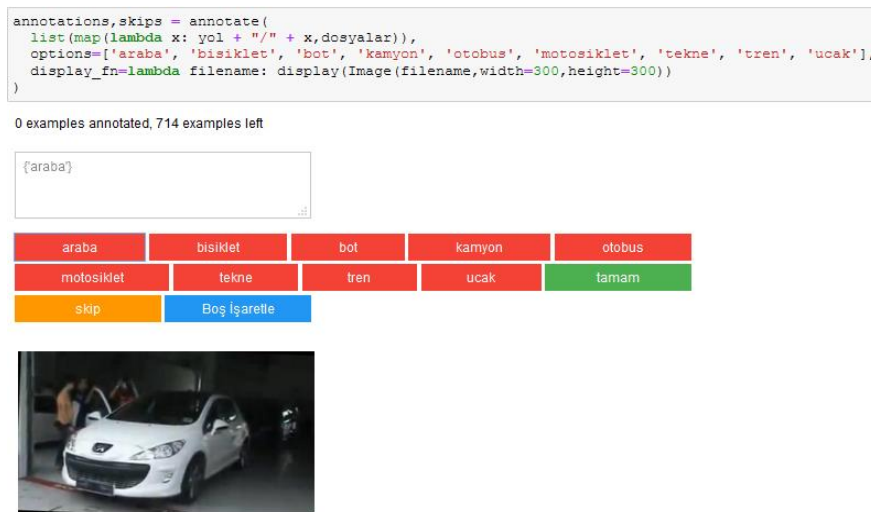 annotations,skips = annotate(
  list(map(lambda x: yol + "/" + x,dosyalar)),
  options=['araba', 'bisiklet', 'bot', 'kamyon', 'otobus', 'motosiklet', 'tekne', 'tren', 'ucak'],
  display_fn=lambda filename: display(Image(filename,width=300,height=300))
)
0 examples annotated, 714 examples left
{'araba'}
araba bisiklet bot kamyon otobus
motosiklet tekne tren ucak tamam
skip Boş İşaretle